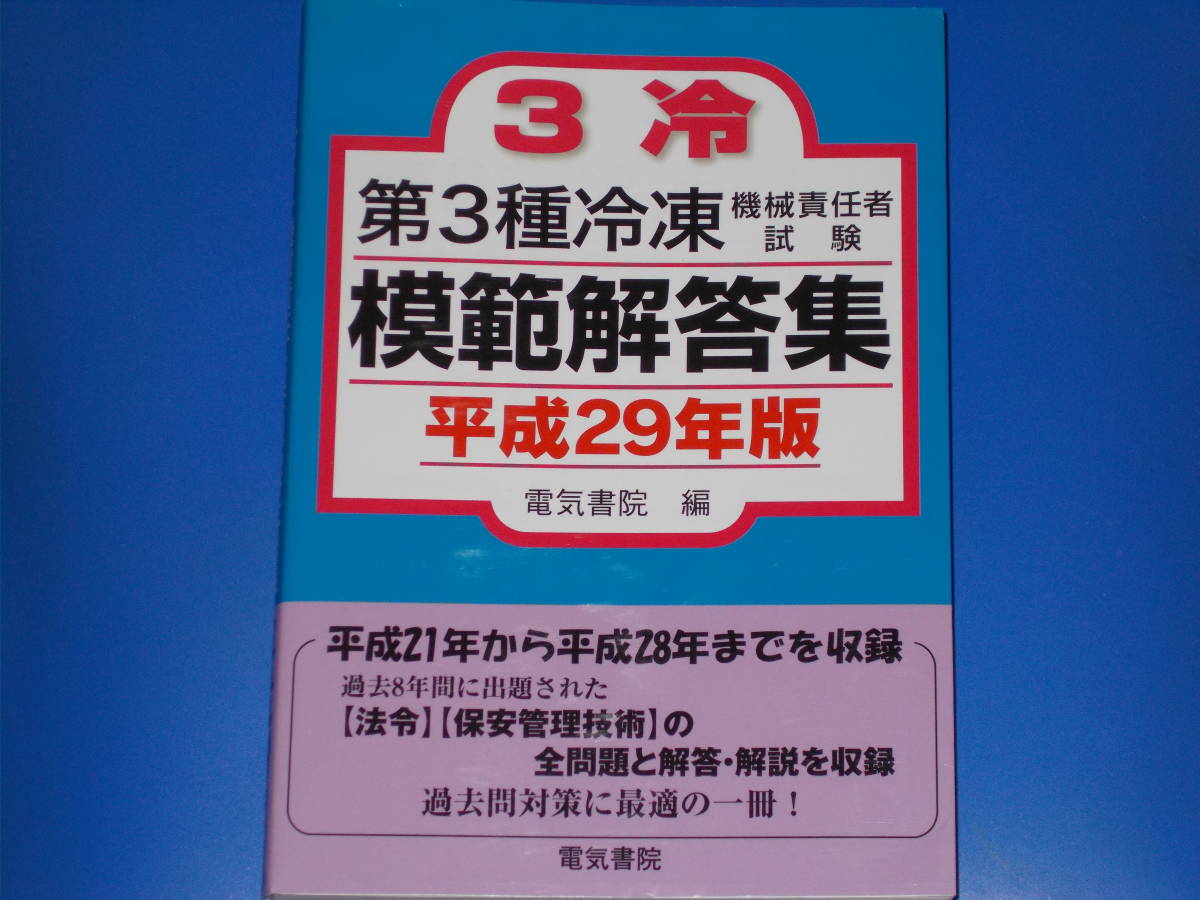 3 冷
第3種冷凍 機械責任者
試 験
模範解答集
平成29年版
電気書院 編
平成21年から平成28年までを収録
過去8年間に出題された
【法令】【保安管理技術】の
全問題と解答・解説を収録
過去問対策に最適の一冊！
電気書院